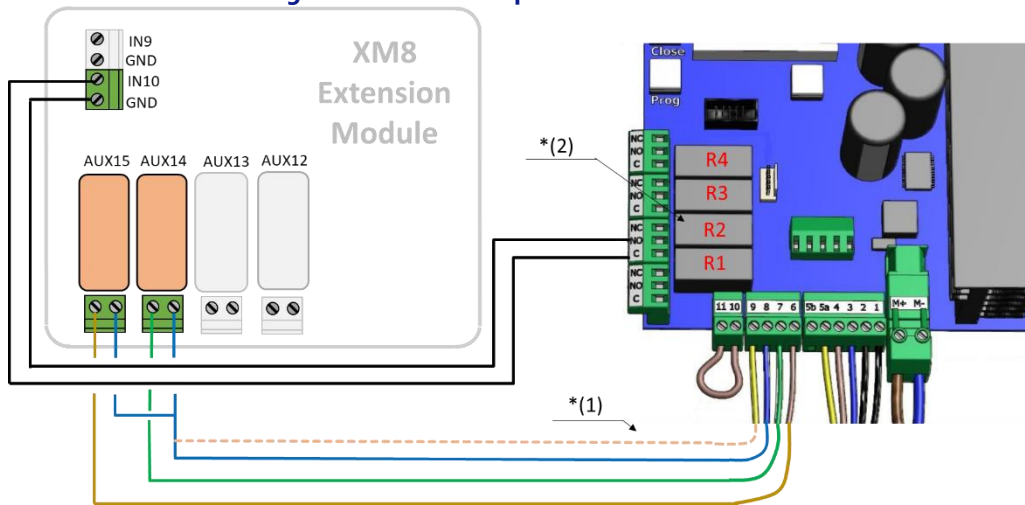 IN9
GND
IN10
GND
XM8
Extension
Module
AUX15
AUX14
AUX13
AUX12
Close
Prog
*(2)
NC
NO
C
NC
NO
C
NC
NO
C
NC
NO
C
R4
R3
R2
R1
11 10
9 8 7 6
5b 5a 4 3 2 1
M+ M-
*(1)